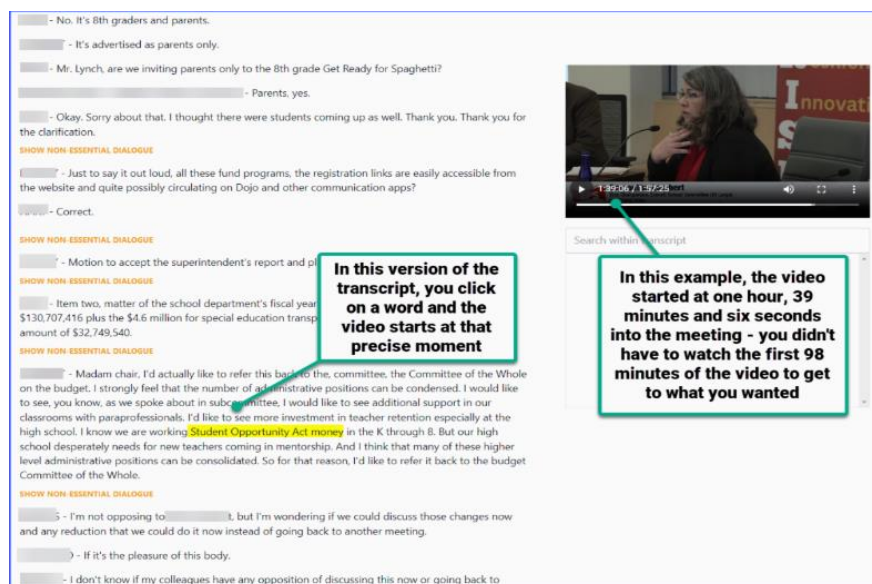 - No. It's 8th graders and parents.
- It's advertised as parents only.
- Mr. Lynch, are we inviting parents only to the 8th grade Get Ready for Spaghetti?
- Parents, yes.
- Okay. Sorry about that. I thought there were students coming up as well. Thank you. Thank you for
the clarification.
SHOW NON-ESSENTIAL DIALOGUE
- Just to say it out loud, all these fund programs, the registration links are easily accessible from
the website and quite possibly circulating on Dojo and other communication apps?
- Correct.
SHOW NON-ESSENTIAL DIALOGUE
- Motion to accept the superintendent's report and
SHOW NON-ESSENTIAL DIALOGUE
- Item two, matter of the school department's fiscal year
$130,707,416 plus the $4.6 million for special education
amount of $32,749,540.
SHOW NON-ESSENTIAL DIALOGUE
- Madam chair, I'd actually like to refer this back to the, committee, the Committee of the Whole
on the budget. I strongly feel that the number of administrative positions can be condensed. I would like
to see, you know, as we spoke about in subcommittee, I would like to see additional support in our
classrooms with paraprofessionals. I'd like to see more investment in teacher retention especially at the
high school. I know we are working Student Opportunity Act money in the K through 8. But our high
school desperately needs for new teachers coming in mentorship. And I think that many of these higher
level administrative positions can be consolidated. So for that reason, I'd like to refer it back to the budget
Committee of the Whole.
SHOW NON-ESSENTIAL DIALOGUE
- I'm not opposing to t, but I'm wondering if we could discuss those changes now
and any reduction that we could do it now instead of going back to another meeting.
- If it's the pleasure of this body.
- I don't know if my colleagues have any opposition of discussing this now or going back to
In this version of the
transcript, you click
on a word and the
video starts at that
precise moment
I
nnovati
1:39:06 / 1:57:25
Search within transcript
In this example, the video
started at one hour, 39
minutes and six seconds
into the meeting - you didn't
have to watch the first 98
minutes of the video to get
to what you wanted